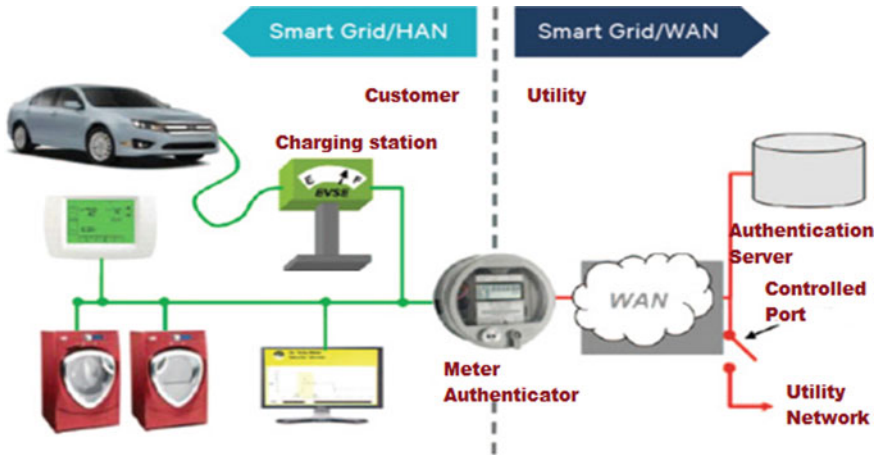 Smart Grid/HAN
Smart Grid/WAN
Customer
Utility
Charging station
E
F
EVSE
Authentication
Server
WAN
Controlled
Port
Meter
Authenticator
Utility
Network